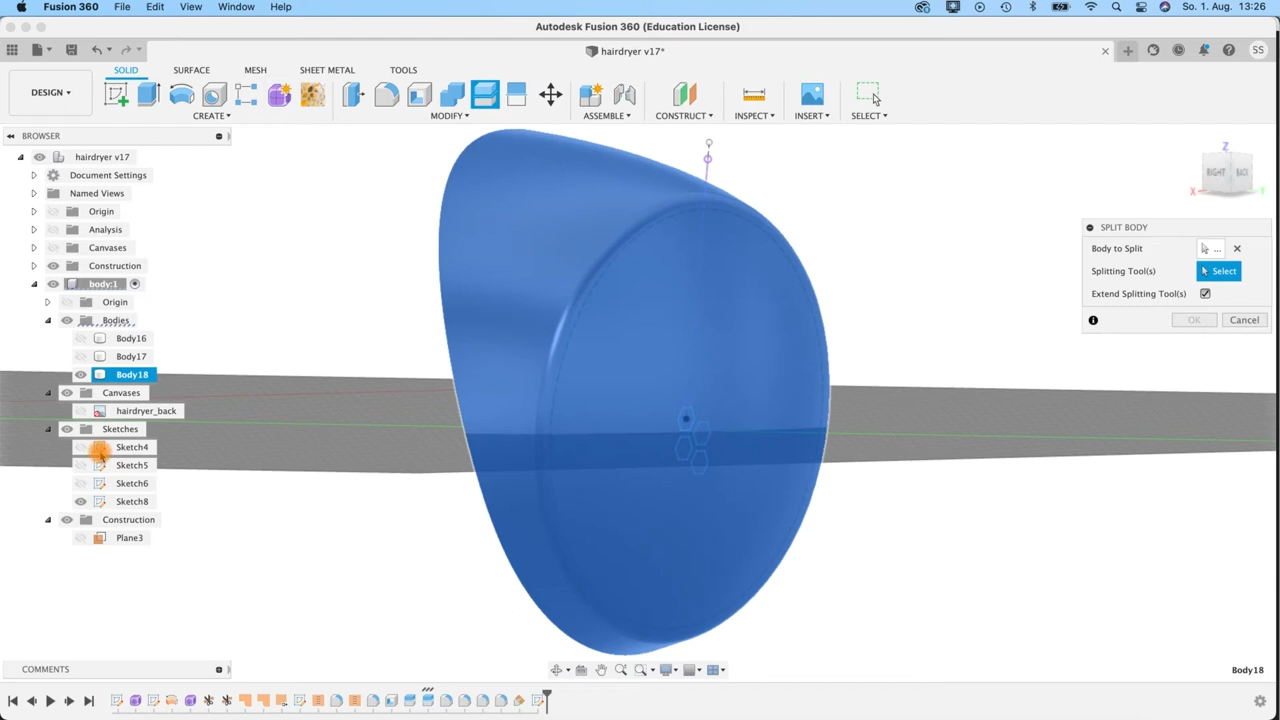 Fusion 360 File Edit View Window Help So. 1. Aug. 13:26
Autodesk Fusion 360 (Education License)
hairdryer v17*
SS
SOLID SURFACE MESH SHEET METAL TOOLS
DESIGN
CREATE MODIFY ASSEMBLE CONSTRUCT INSPECT INSERT SELECT
BROWSER
hairdryer v17
Document Settings
Named Views
Origin
Analysis
Canvases
Construction
body:1
Origin
Bodies
Body16
Body17
Body18
Canvases
hairdryer_back
Sketches
Sketch4
Sketch5
Sketch6
Sketch8
Construction
Plane3
Z
RIGHT BACK
X Y
SPLIT BODY
Body to Split ...
Splitting Tool(s) Select
Extend Splitting Tool(s)
OK Cancel
COMMENTS
Body18